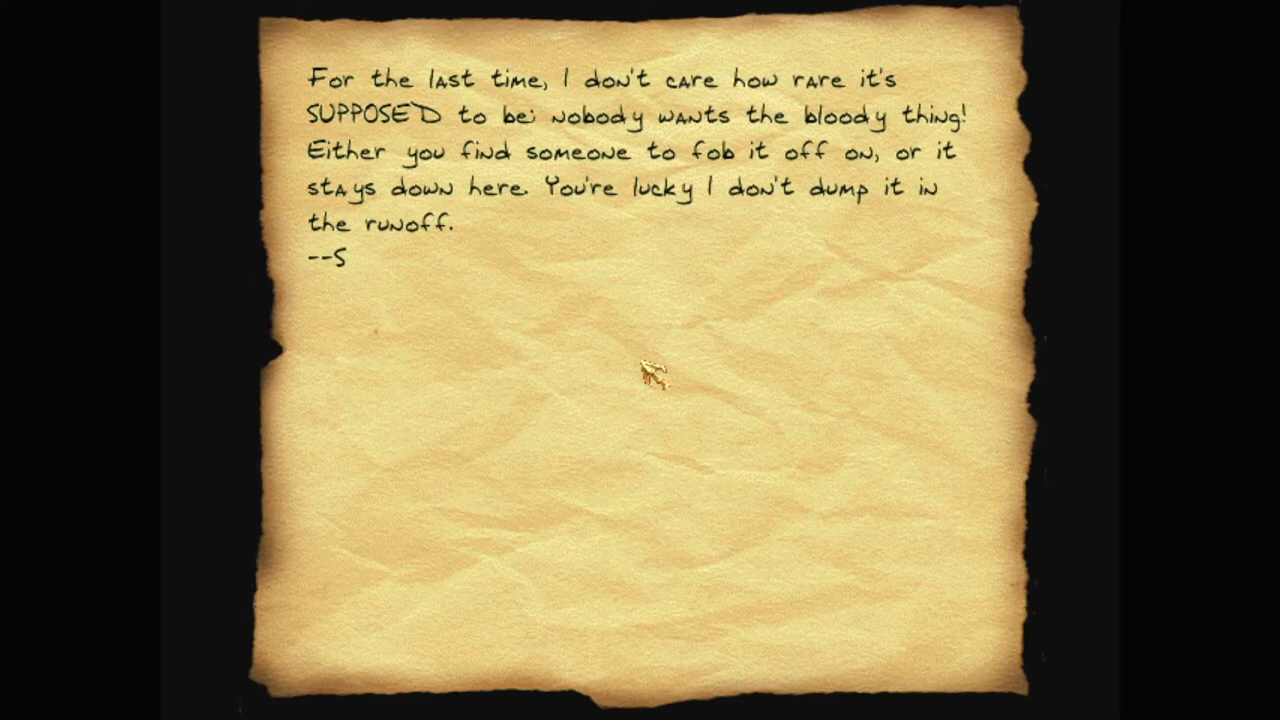 For the last time, I don't care how rare it's
SUPPOSED to be; nobody wants the bloody thing!
Either you find someone to fob it off on, or it
stays down here. You're lucky I don't dump it in
the runoff.
--S